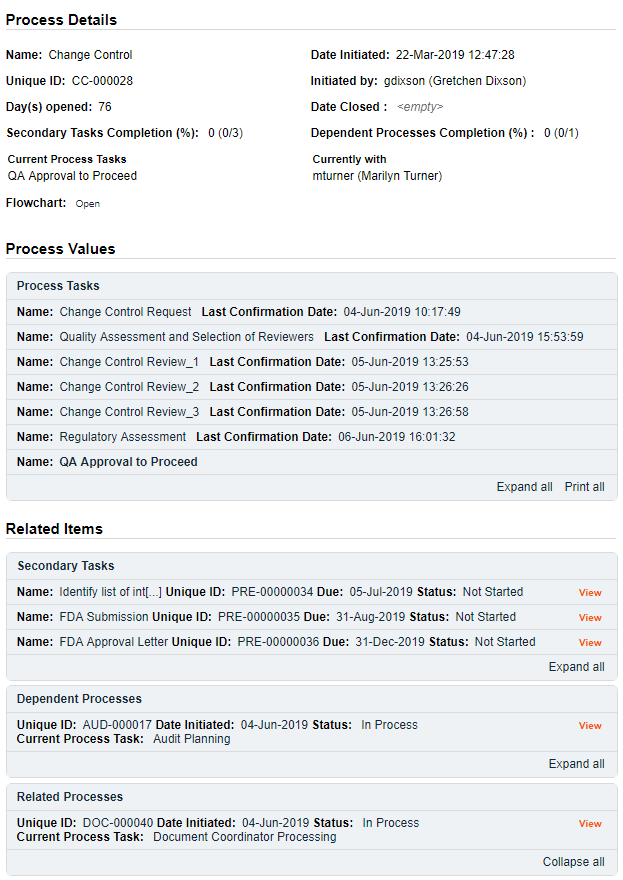 Process Details
Name: Change Control Date Initiated: 22-Mar-2019 12:47:28
Unique ID: CC-000028 Initiated by: gdixson (Gretchen Dixson)
Day(s) opened: 76 Date Closed : <empty>
Secondary Tasks Completion (%): 0 (0/3) Dependent Processes Completion (%) : 0 (0/1)
Current Process Tasks Currently with
QA Approval to Proceed mturner (Marilyn Turner)
Flowchart: Open
Process Values
Process Tasks
Name: Change Control Request Last Confirmation Date: 04-Jun-2019 10:17:49
Name: Quality Assessment and Selection of Reviewers Last Confirmation Date: 04-Jun-2019 15:53:59
Name: Change Control Review_1 Last Confirmation Date: 05-Jun-2019 13:25:53
Name: Change Control Review_2 Last Confirmation Date: 05-Jun-2019 13:26:26
Name: Change Control Review_3 Last Confirmation Date: 05-Jun-2019 13:26:58
Name: Regulatory Assessment Last Confirmation Date: 06-Jun-2019 16:01:32
Name: QA Approval to Proceed
Expand all Print all
Related Items
Secondary Tasks
Name: Identify list of int[...] Unique ID: PRE-00000034 Due: 05-Jul-2019 Status: Not Started View
Name: FDA Submission Unique ID: PRE-00000035 Due: 31-Aug-2019 Status: Not Started View
Name: FDA Approval Letter Unique ID: PRE-00000036 Due: 31-Dec-2019 Status: Not Started View
Expand all
Dependent Processes
Unique ID: AUD-000017 Date Initiated: 04-Jun-2019 Status: In Process View
Current Process Task: Audit Planning
Expand all
Related Processes
Unique ID: DOC-000040 Date Initiated: 04-Jun-2019 Status: In Process View
Current Process Task: Document Coordinator Processing
Collapse all